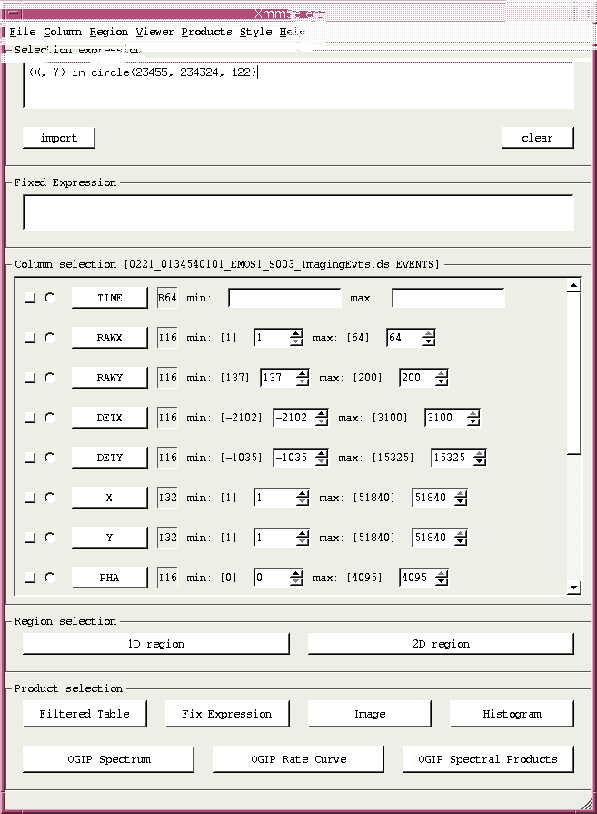 File Column Region Viewer Products Style Help
Selection expression
(X, Y) in circle(23455, 234324, 122)
import clear
Fixed Expression
Column selection [0221_0134540101_EMOS1_S003_ImagingEvts.ds EVENTS]
TIME R64 min: max
RAWX I16 min: [1] 1 max: [64] 64
RAWY I16 min: [137] 137 max: [200] 200
DETX I16 min: [-2102] -2102 max: [3100] 3100
DETY I16 min: [-1035] -1035 max: [15325] 15325
X I32 min: [1] 1 max: [51840] 51840
Y I32 min: [1] 1 max: [51840] 51840
PHA I16 min: [0] 0 max: [4095] 4095
Region selection
1D region 2D region
Product selection
Filtered Table Fix Expression Image Histogram
OGIP Spectrum OGIP Rate Curve OGIP Spectral Products